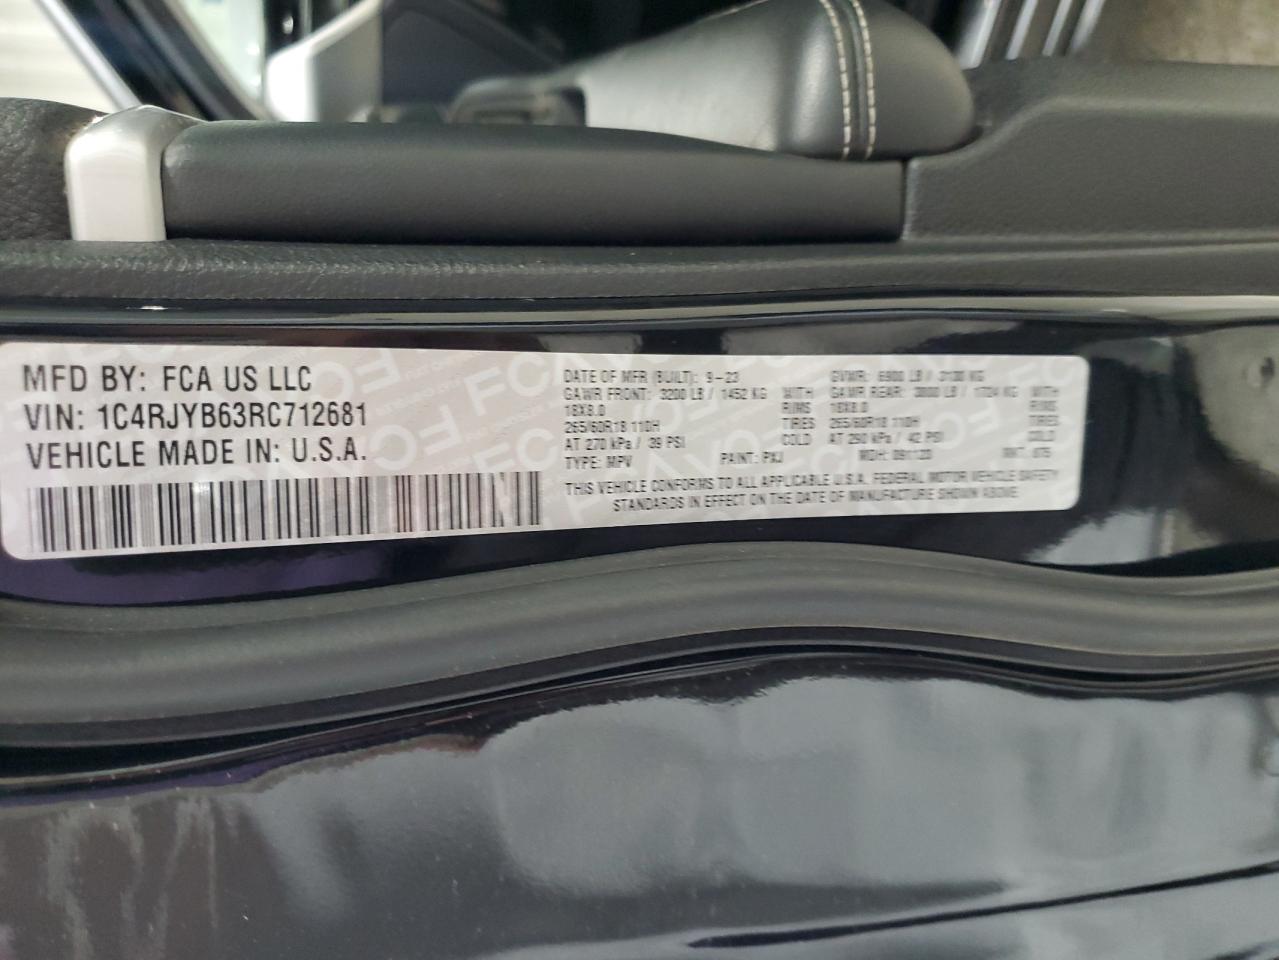 MFD BY: FCA US LLC
VIN: 1C4RJYB63RC712681
VEHICLE MADE IN: U.S.A.
DATE OF MFR (BUILT): 9-23 GVWR: 6900 LB / 3130 KG
GAWR FRONT: 3200 LB / 1452 KG WITH GAWR REAR: 3800 LB / 1724 KG WITH
18X8.0 RIMS 18X8.0 RIMS
265/60R18 110H TIRES 265/60R18 110H TIRES
AT 270 kPa / 39 PSI COLD AT 290 kPa / 42 PSI COLD
TYPE: MPV PAINT: PXJ MDH: 091123
THIS VEHICLE CONFORMS TO ALL APPLICABLE U.S.A. FEDERAL MOTOR VEHICLE SAFETY
STANDARDS IN EFFECT ON THE DATE OF MANUFACTURE SHOWN ABOVE